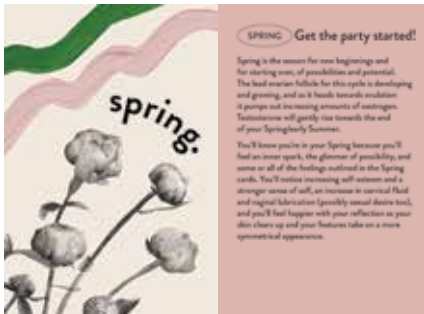 spring.
SPRING Get the party started!
Spring is the season for new beginnings and
for starting over, of possibilities and potential.
The lead ovarian follicle for this cycle is developing
and growing, and as it heads towards ovulation
it pumps out increasing amounts of oestrogen.
Testosterone will gently rise towards the end
of your Spring/early Summer.
You'll know you're in your Spring because you'll
feel an inner spark, the glimmer of possibility, and
some or all of the feelings outlined in the Spring
cards. You'll notice increasing self-esteem and a
stronger sense of self, an increase in cervical fluid
and vaginal lubrication (possibly sexual desire too),
and you'll feel happier with your reflection as your
skin clears up and your features take on a more
symmetrical appearance.